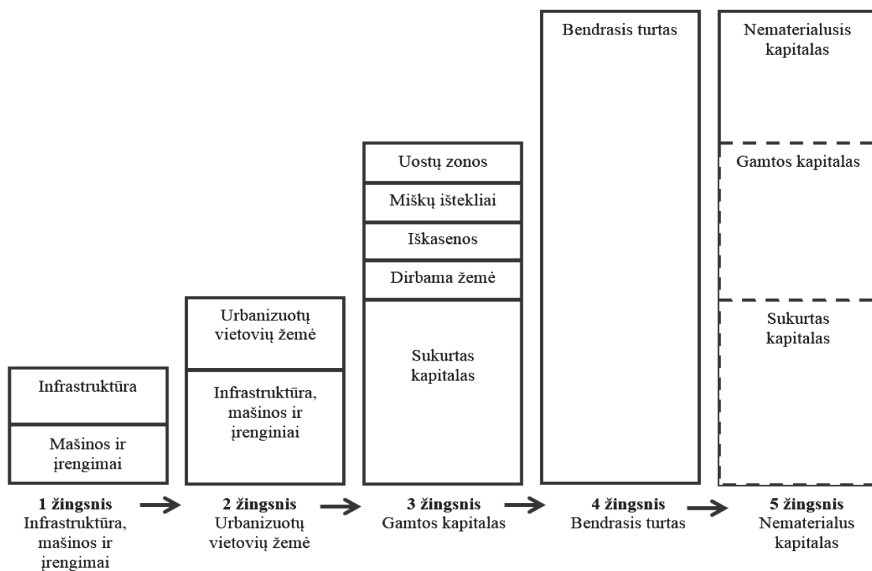 Infrastruktūra
Mašinos ir
įrengimai
Urbanizuotų
vietovių žemė
Infrastruktūra,
mašinos ir
įrenginiai
Uostų zonos
Miškų ištekliai
Iškasenos
Dirbama žemė
Sukurtas
kapitalas
Bendrasis turtas
Nematerialusis
kapitalas
Gamtos kapitalas
Sukurtas
kapitalas
1 žingsnis
Infrastruktūra,
mašinos ir
įrengimai
2 žingsnis
Urbanizuotų
vietovių žemė
3 žingsnis
Gamtos kapitalas
4 žingsnis
Bendrasis turtas
5 žingsnis
Nematerialus
kapitalas